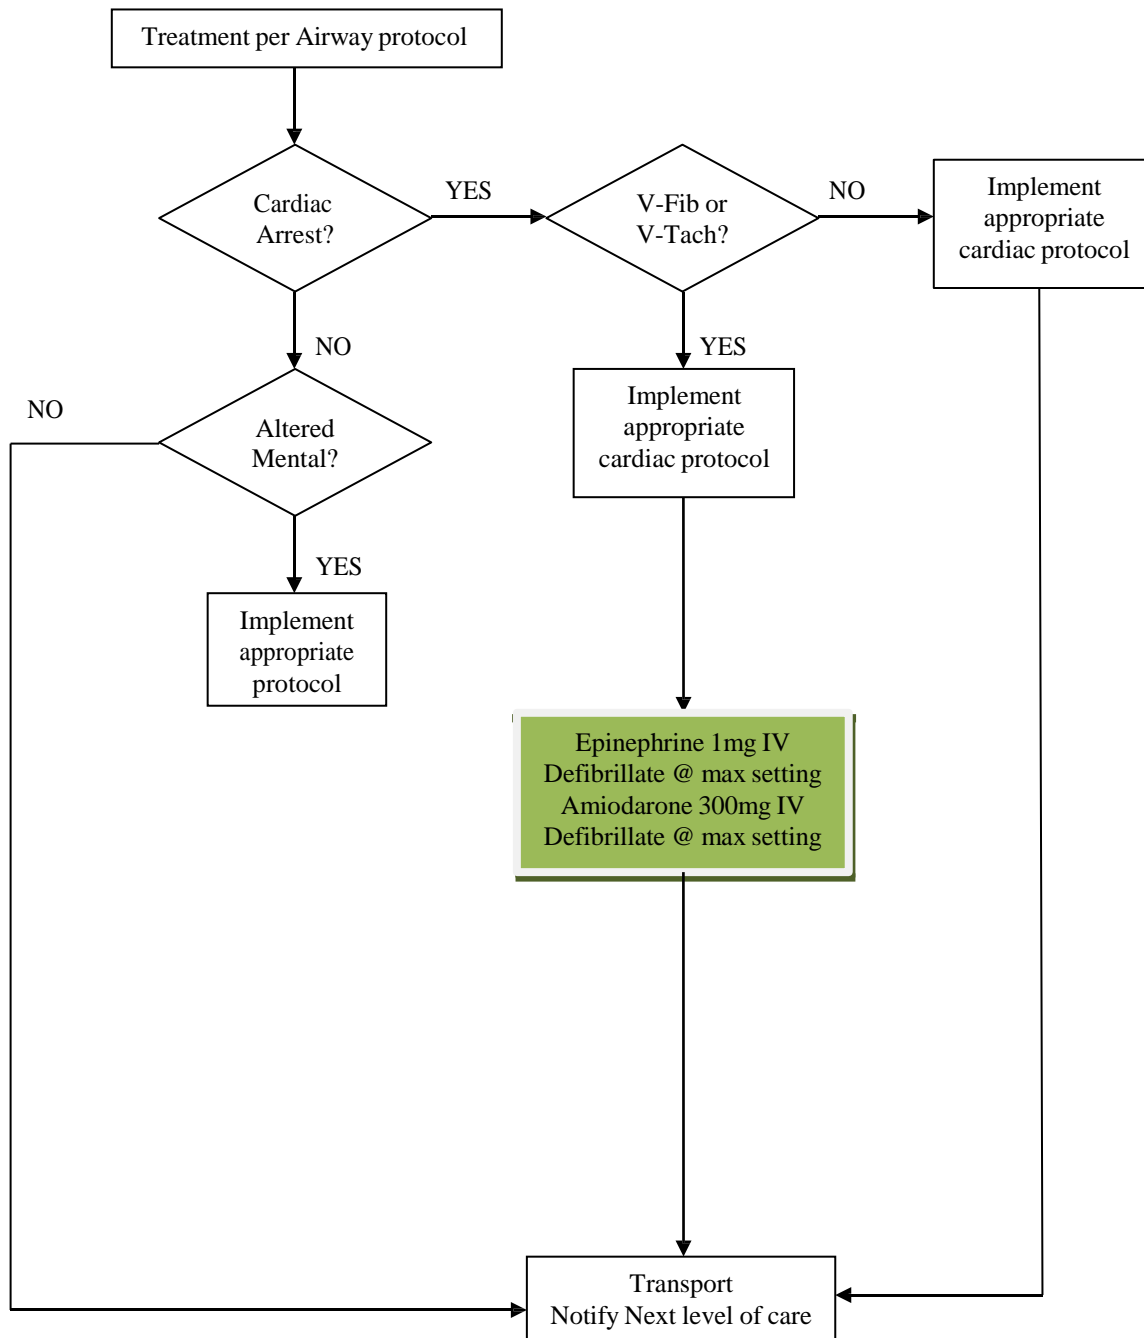 Treatment per Airway protocol
Cardiac
Arrest?
YES
V-Fib or
V-Tach?
NO
Implement
appropriate
cardiac protocol
NO
YES
Implement
appropriate
cardiac protocol
NO
Altered
Mental?
YES
Implement
appropriate
protocol
Epinephrine 1mg IV
Defibrillate @ max setting
Amiodarone 300mg IV
Defibrillate @ max setting
Transport
Notify Next level of care